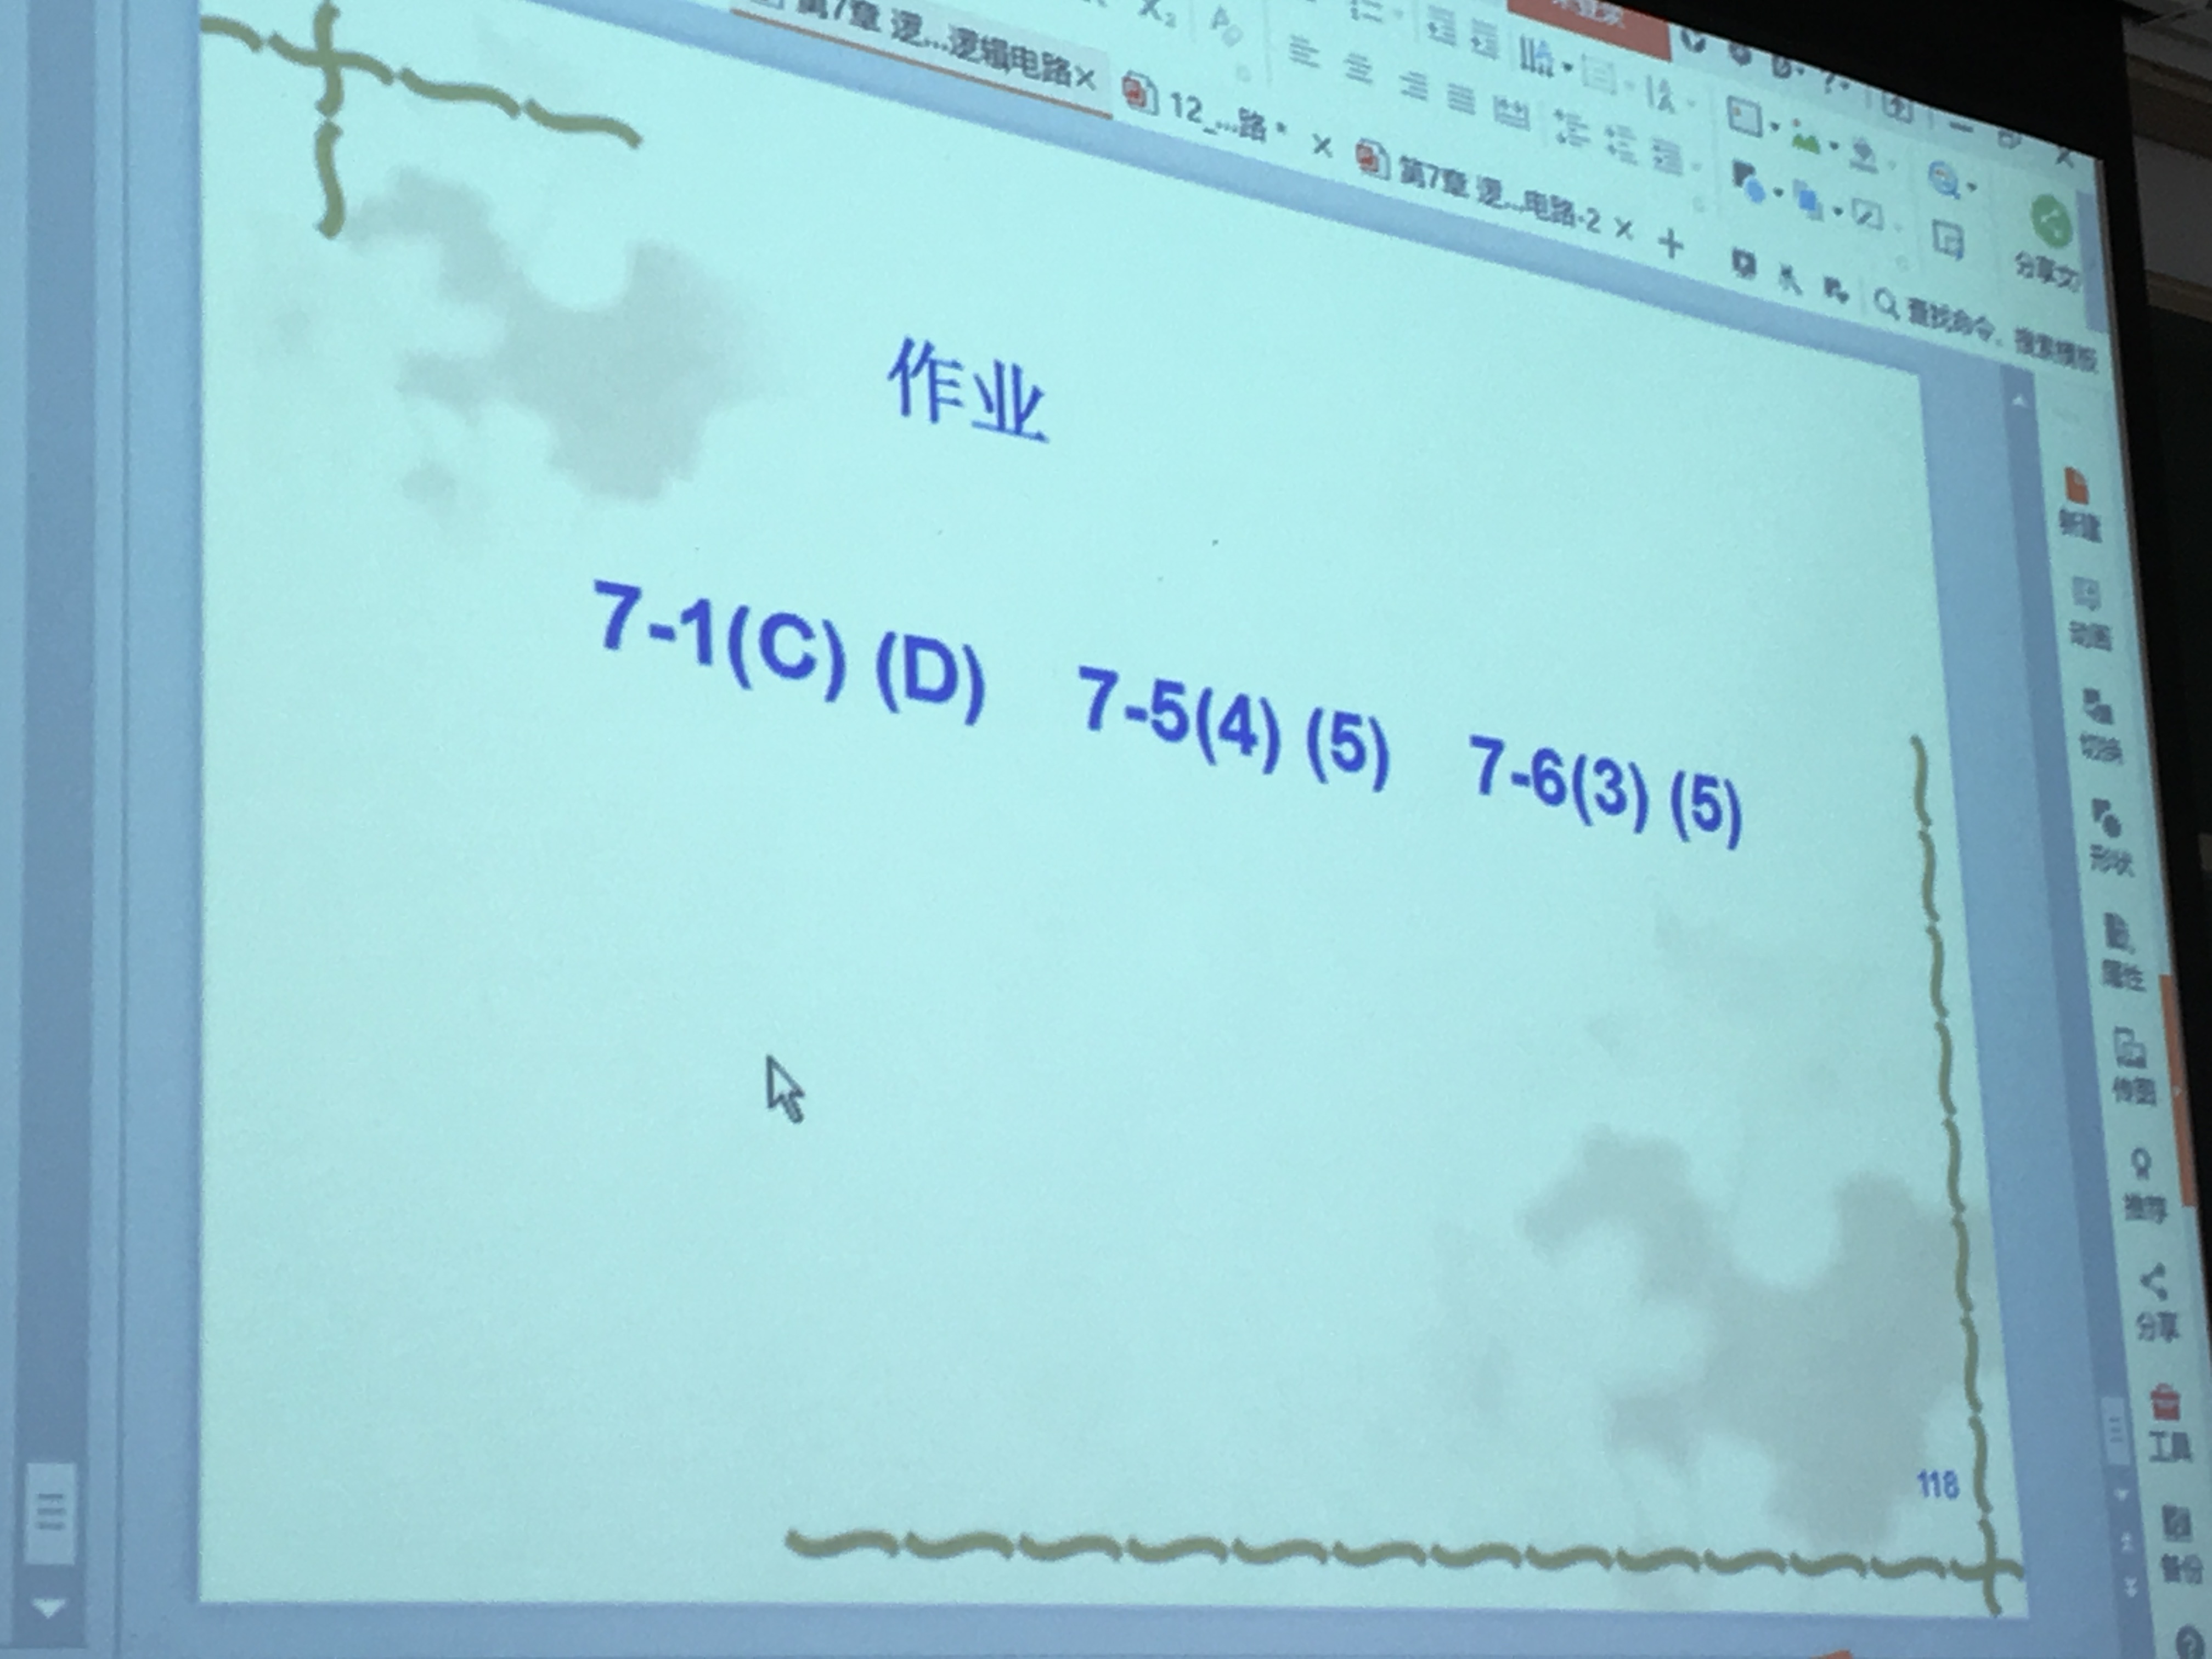 第7章 逻...逻辑电路×
12_...路 * ×
第7章 逻...电路-2 × +
查找命令、搜索模板
分享文
作业
7-1(C) (D) 7-5(4) (5) 7-6(3) (5)
118
新建
动画
切换
形状
属性
传图
推荐
分享
工具
备份